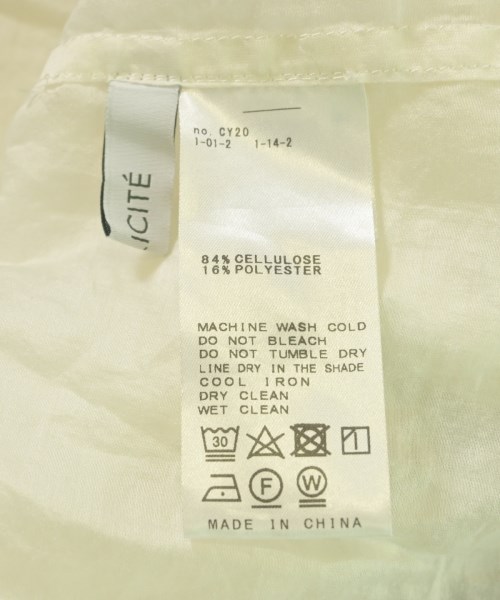 no. CY20
1-01-2 1-14-2
84% CELLULOSE
16% POLYESTER
MACHINE WASH COLD
DO NOT BLEACH
DO NOT TUMBLE DRY
LINE DRY IN THE SHADE
COOL IRON
DRY CLEAN
WET CLEAN
30
F W
MADE IN CHINA
ICITÉ